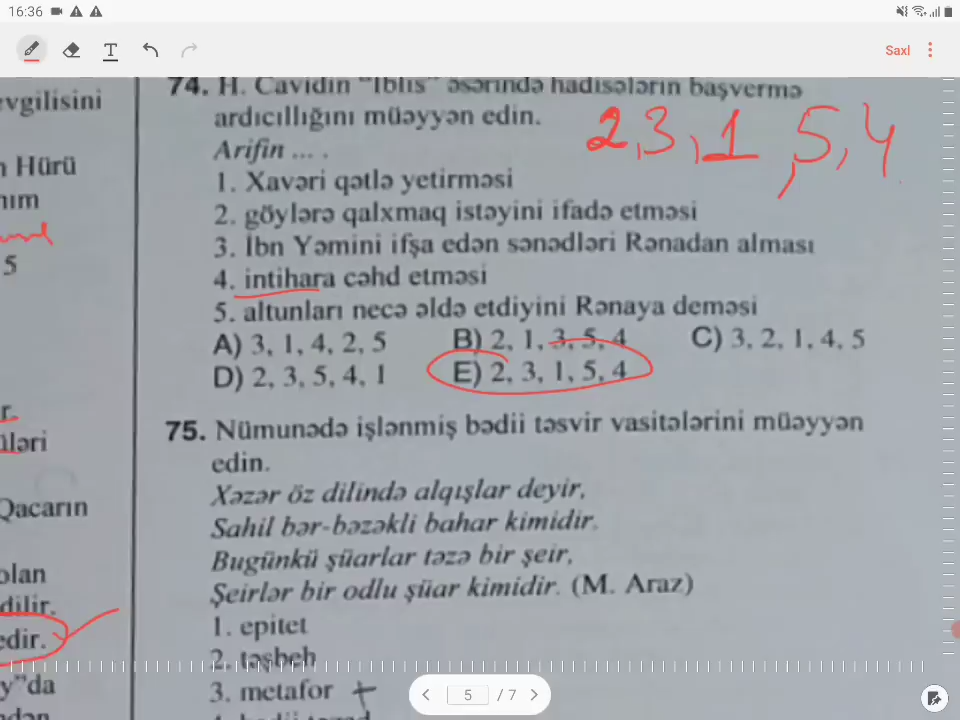 16:36
T
Saxl
evgilisini
n Hürü
nım
5
r.
üləri
Qacarın
olan
dilir.
edir.
y"da
74. H. Cavidin "İblis" əsərində hadisələrin başvermə
ardıcıllığını müəyyən edin.
2,3,1,5,4
Arifin ... .
1. Xavəri qətlə yetirməsi
2. göylərə qalxmaq istəyini ifadə etməsi
3. İbn Yəmini ifşa edən sənədləri Rənadan alması
4. intihara cəhd etməsi
5. altunları necə əldə etdiyini Rənaya deməsi
A) 3, 1, 4, 2, 5 B) 2, 1, 3, 5, 4 C) 3, 2, 1, 4, 5
D) 2, 3, 5, 4, 1 E) 2, 3, 1, 5, 4
75. Nümunədə işlənmiş bədii təsvir vasitələrini müəyyən
edin.
Xəzər öz dilində alqışlar deyir,
Sahil bər-bəzəkli bahar kimidir.
Bugünkü şüarlar təzə bir şeir,
Şeirlər bir odlu şüar kimidir. (M. Araz)
1. epitet
2. təşbeh
3. metafor +
5 / 7